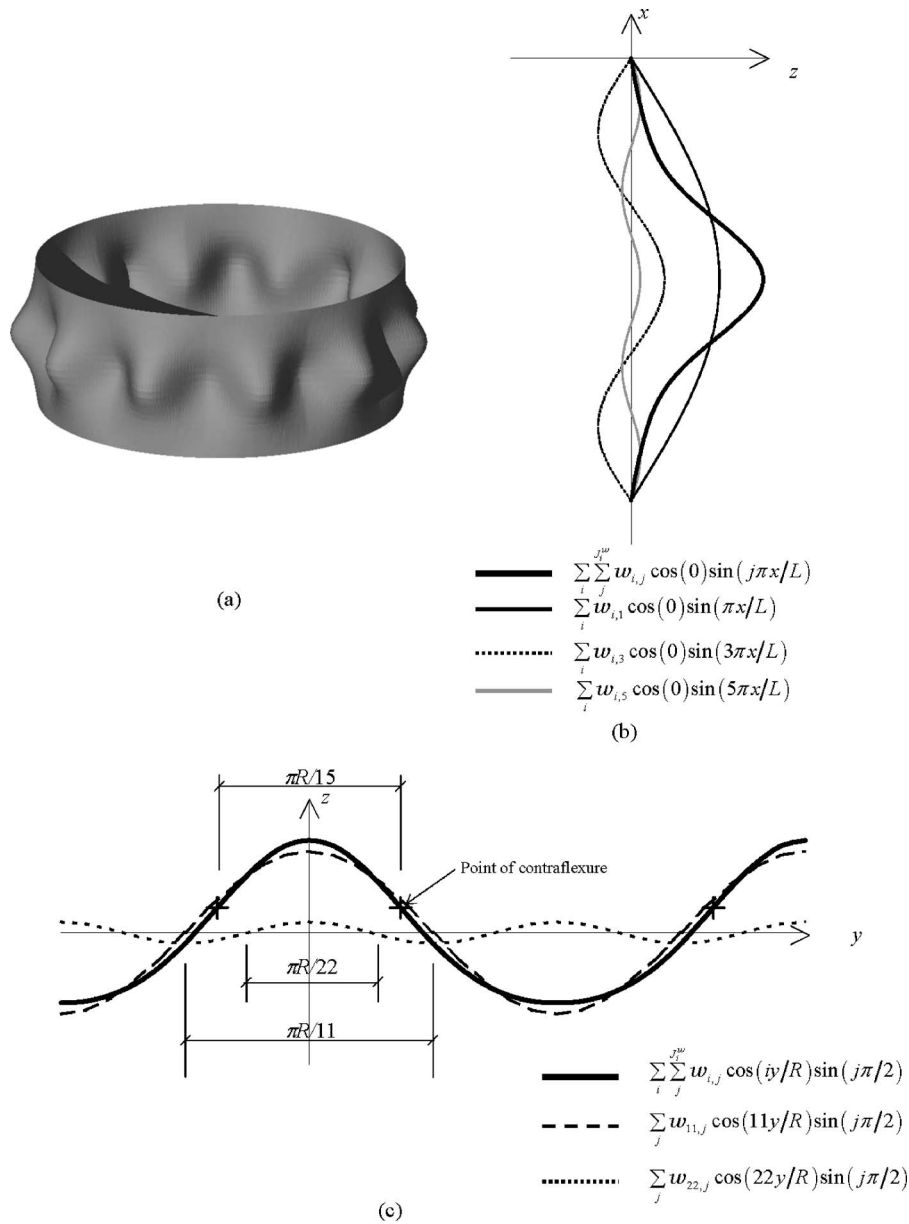 x
z
(a)
∑_i ∑_j^{J_i^w} w_{i,j} cos(0)sin(jπx/L)
∑_i w_{i,1} cos(0)sin(πx/L)
∑_i w_{i,3} cos(0)sin(3πx/L)
∑_i w_{i,5} cos(0)sin(5πx/L)
(b)
πR/15
z
Point of contraflexure
y
πR/22
πR/11
∑_i ∑_j^{J_i^w} w_{i,j} cos(iy/R)sin(jπ/2)
∑_j w_{11,j} cos(11y/R)sin(jπ/2)
∑_j w_{22,j} cos(22y/R)sin(jπ/2)
(c)